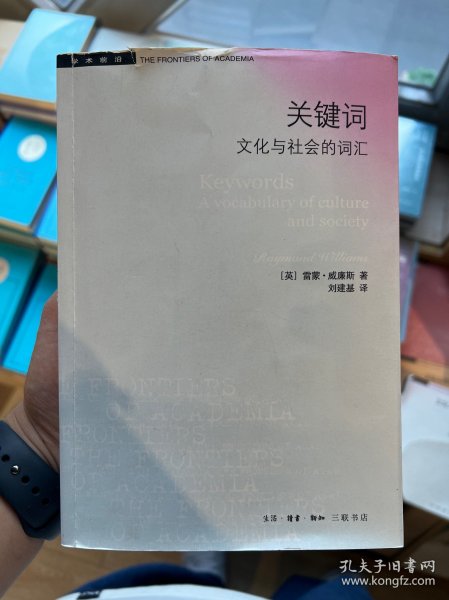 学术前沿 THE FRONTIERS OF ACADEMIA
关键词
文化与社会的词汇
Keywords
A vocabulary of culture
and society
Raymond Williams
[英] 雷蒙·威廉斯 著
刘建基 译
FRONTIERS
OF ACADEMIA
FRONTIERS
THE FRONTIERS
OF ACADEMIA
生活·讀書·新知 三联书店
孔夫子旧书网
www.kongfz.com